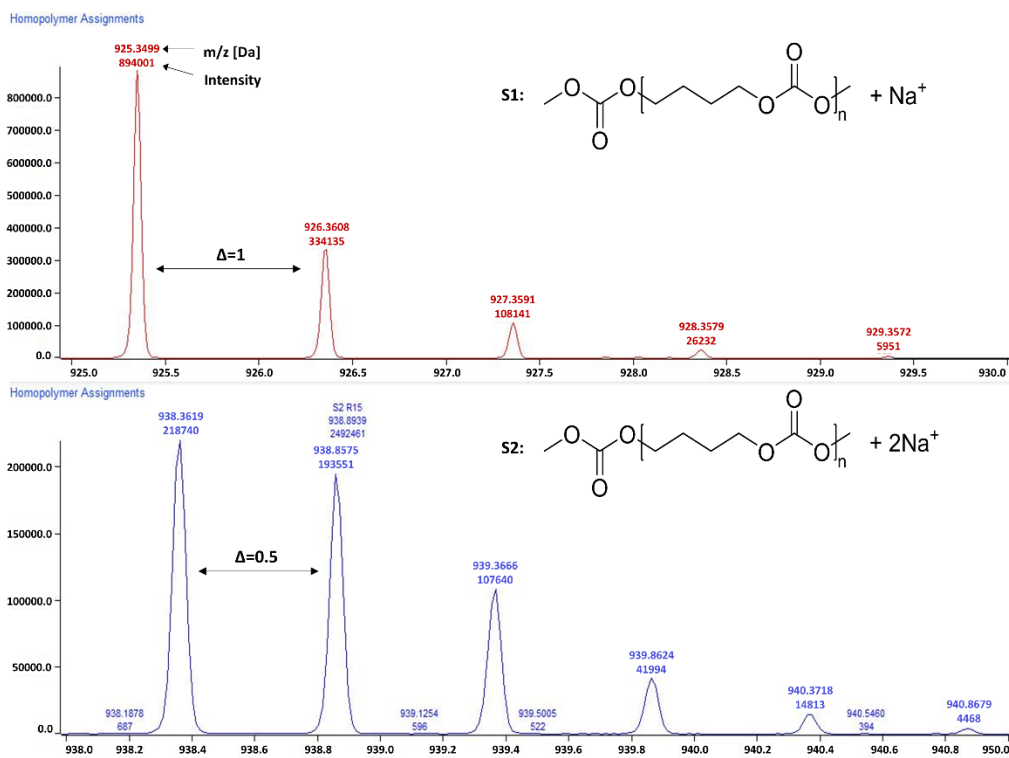 Homopolymer Assignments
925.3499
894001
m/z [Da]
Intensity
S1:
O
O
O
O
O
O
n
+ Na⁺
800000.0
700000.0
600000.0
500000.0
400000.0
300000.0
200000.0
100000.0
0.0
926.3608
334135
Δ=1
927.3591
108141
928.3579
26232
929.3572
5951
925.0 925.5 926.0 926.5 927.0 927.5 928.0 928.5 929.0 929.5 930.0
Homopolymer Assignments
938.3619
218740
S2 R15
938.8939
2492461
938.8575
193551
S2:
O
O
O
O
O
O
n
+ 2Na⁺
200000.0
150000.0
100000.0
50000.0
0.0
Δ=0.5
939.3666
107640
939.8624
41994
940.3718
14813
940.8679
4468
938.1878
687
939.1254
596
939.5005
522
940.5460
394
938.0 938.2 938.4 938.6 938.8 939.0 939.2 939.4 939.6 939.8 940.0 940.2 940.4 940.6 940.8 950.0